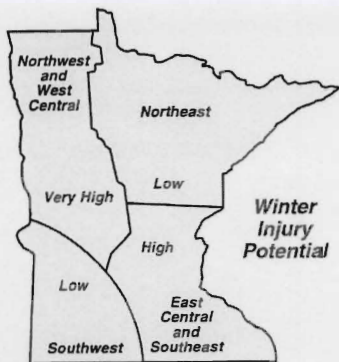 Northwest
and
West
Central
Very High
Northeast
Low
Winter
Injury
Potential
High
East
Central
and
Southeast
Low
Southwest